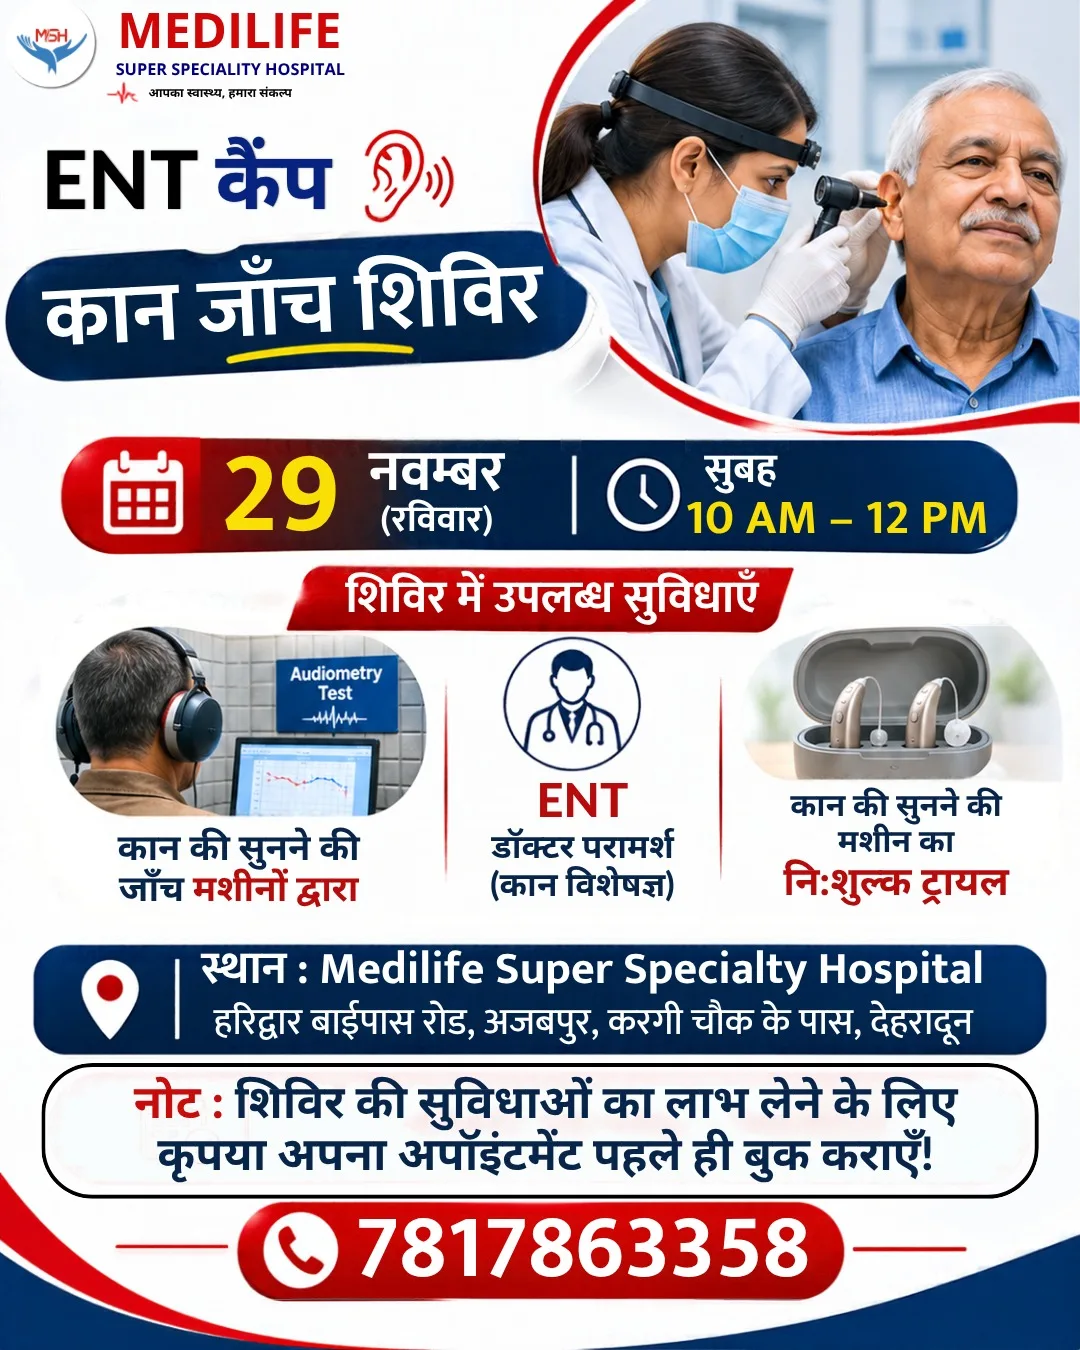 MSH
MEDILIFE
SUPER SPECIALITY HOSPITAL
आपका स्वास्थ्य, हमारा संकल्प
ENT कैंप
कान जाँच शिविर
29 नवम्बर
(रविवार)
सुबह
10 AM – 12 PM
शिविर में उपलब्ध सुविधाएँ
Audiometry
Test
कान की सुनने की
जाँच मशीनों द्वारा
ENT
डॉक्टर परामर्श
(कान विशेषज्ञ)
कान की सुनने की
मशीन का
नि:शुल्क ट्रायल
स्थान : Medilife Super Specialty Hospital
हरिद्वार बाईपास रोड, अजबपुर, करगी चौक के पास, देहरादून
नोट : शिविर की सुविधाओं का लाभ लेने के लिए
कृपया अपना अपॉइंटमेंट पहले ही बुक कराएँ!
7817863358